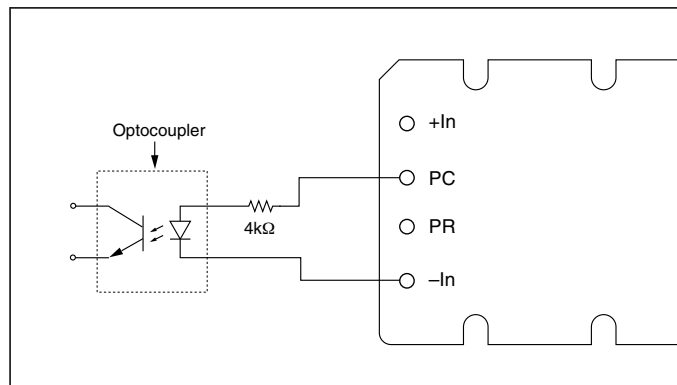 Optocoupler
4kΩ
+In
PC
PR
–In